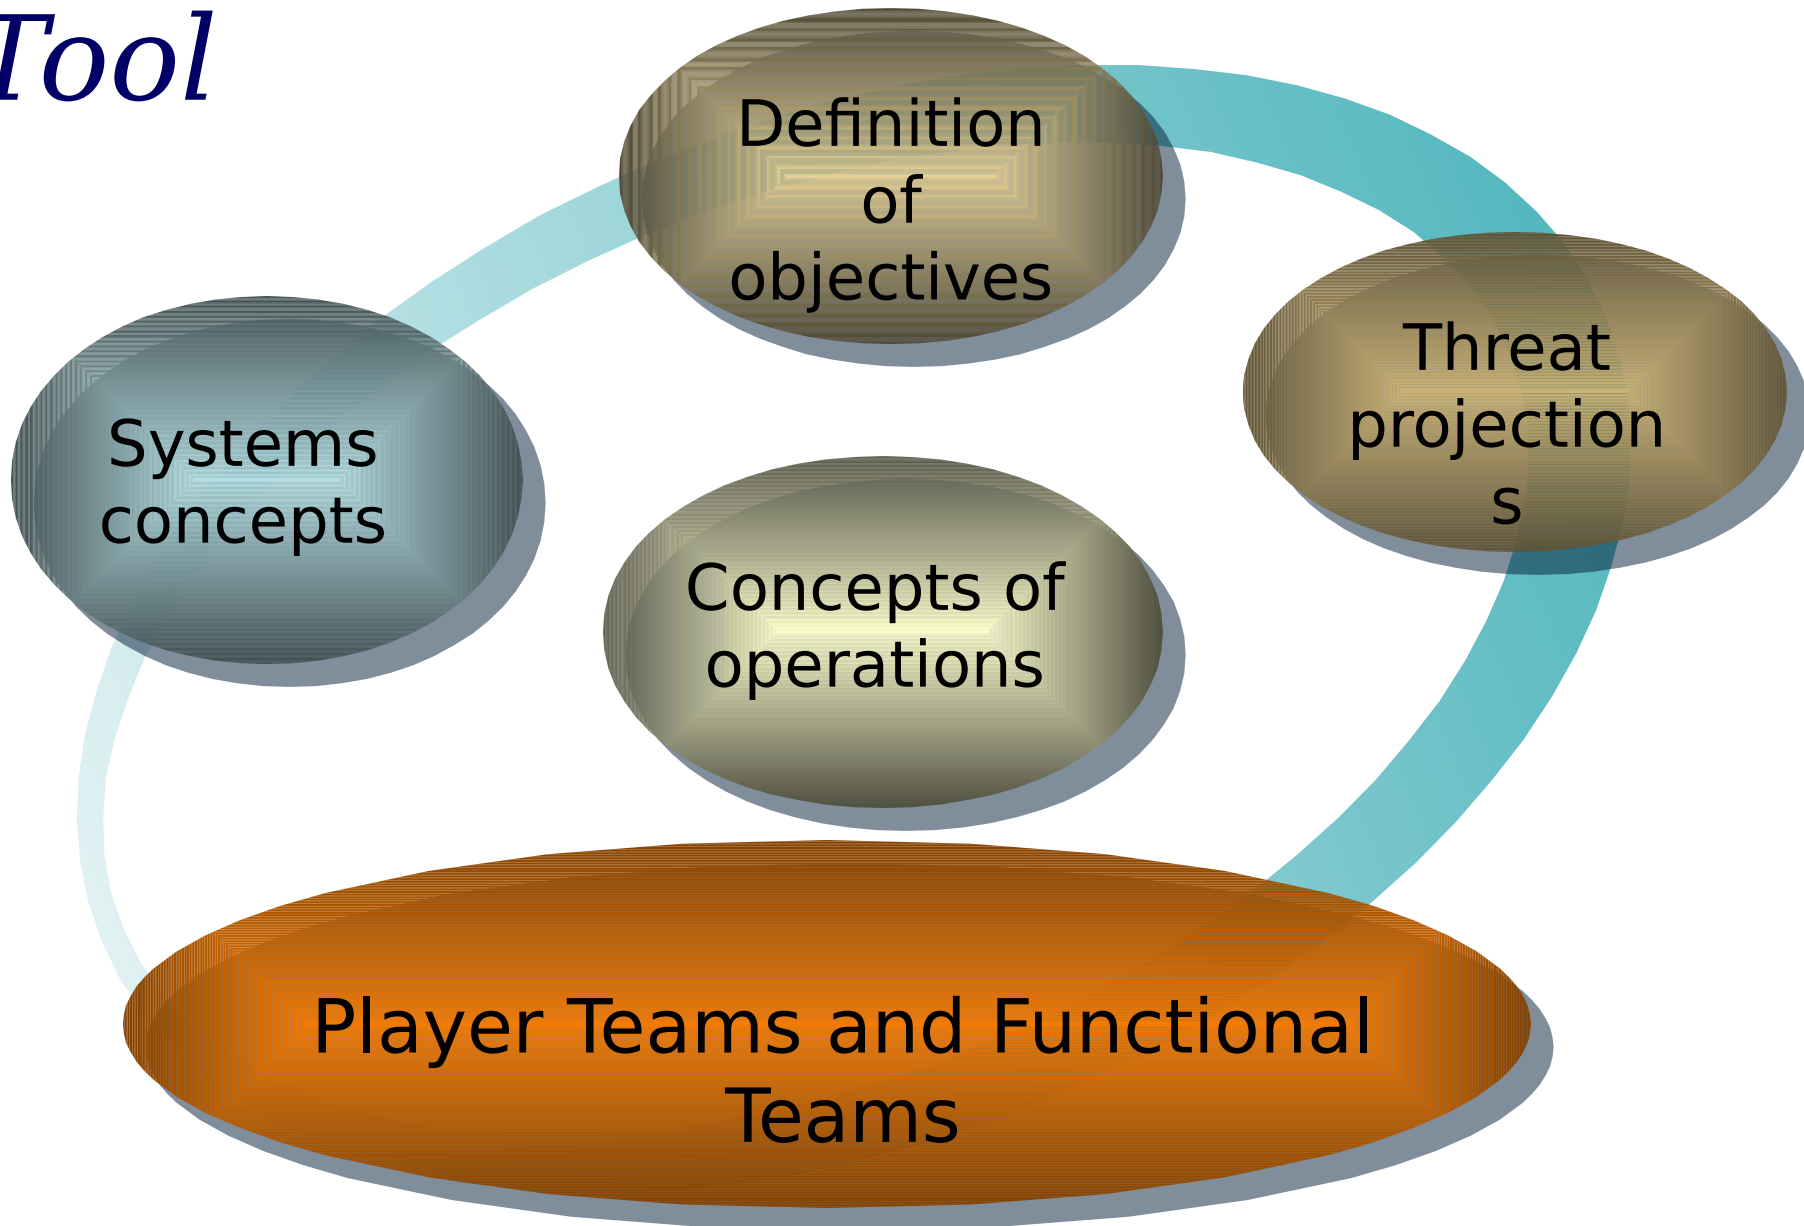 Tool
Definition
of
objectives
Threat
projection
s
Systems
concepts
Concepts of
operations
Player Teams and Functional
Teams